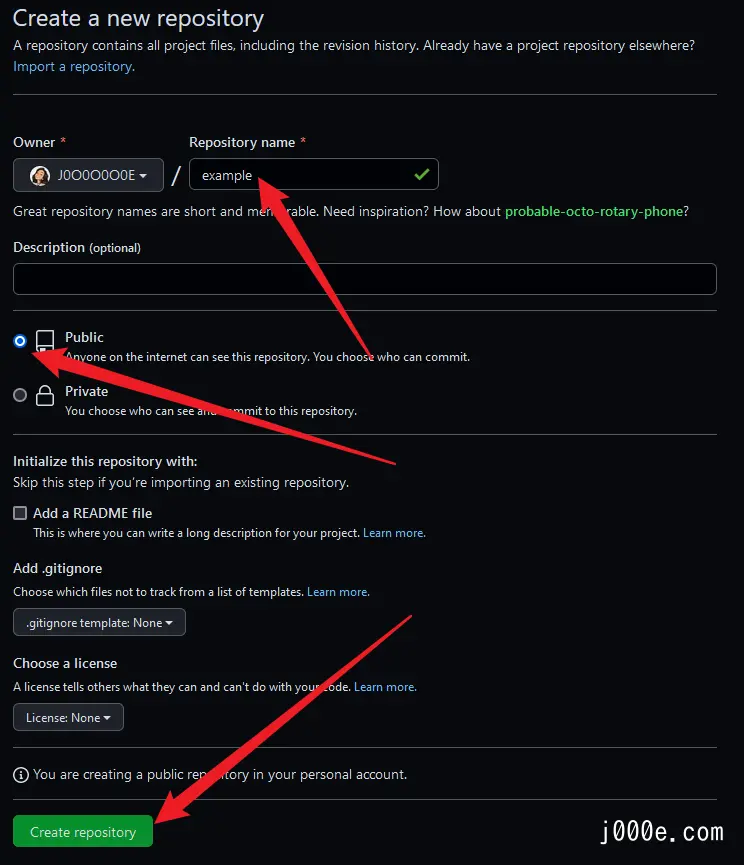 Create a new repository
A repository contains all project files, including the revision history. Already have a project repository elsewhere?
Import a repository.
Owner *
Repository name *
J0O0O0O0E
/
example
Great repository names are short and memorable. Need inspiration? How about probable-octo-rotary-phone?
Description (optional)
Public
Anyone on the internet can see this repository. You choose who can commit.
Private
You choose who can see and commit to this repository.
Initialize this repository with:
Skip this step if you're importing an existing repository.
Add a README file
This is where you can write a long description for your project. Learn more.
Add .gitignore
Choose which files not to track from a list of templates. Learn more.
.gitignore template: None
Choose a license
A license tells others what they can and can't do with your code. Learn more.
License: None
You are creating a public repository in your personal account.
Create repository
j000e.com